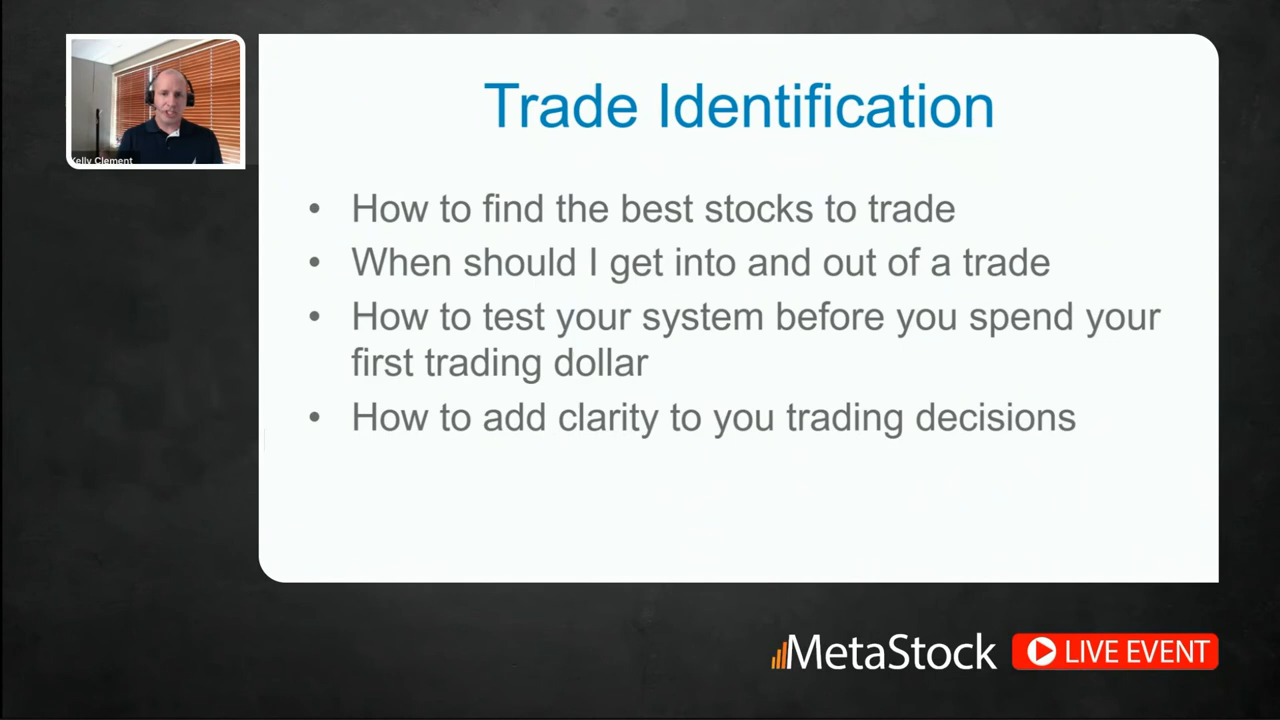 Kelly Clement
Trade Identification
• How to find the best stocks to trade
• When should I get into and out of a trade
• How to test your system before you spend your
first trading dollar
• How to add clarity to you trading decisions
MetaStock LIVE EVENT